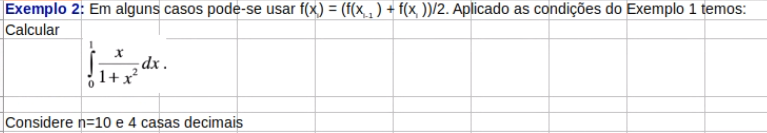 Exemplo 2: Em alguns casos pode-se usar f(xᵢ) = (f(xᵢ₋₁ ) + f(xᵢ ))/2. Aplicado as condições do Exemplo 1 temos:
Calcular
∫₀¹ x/(1+x²) dx .
Considere n=10 e 4 casas decimais